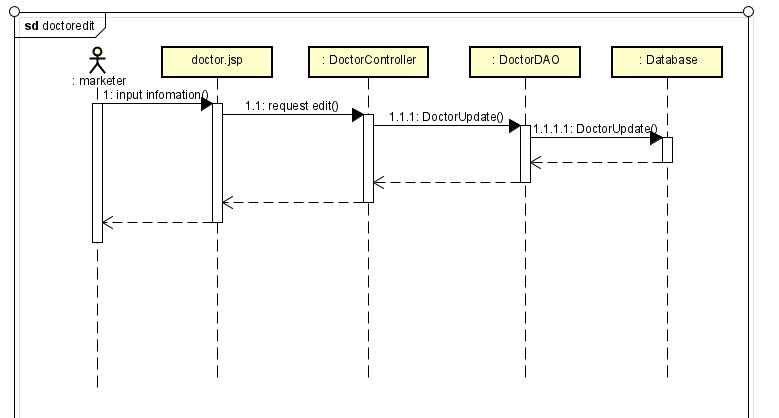 sd doctoredit
: marketer
doctor.jsp
: DoctorController
: DoctorDAO
: Database
1: input infomation()
1.1: request edit()
1.1.1: DoctorUpdate()
1.1.1.1: DoctorUpdate()